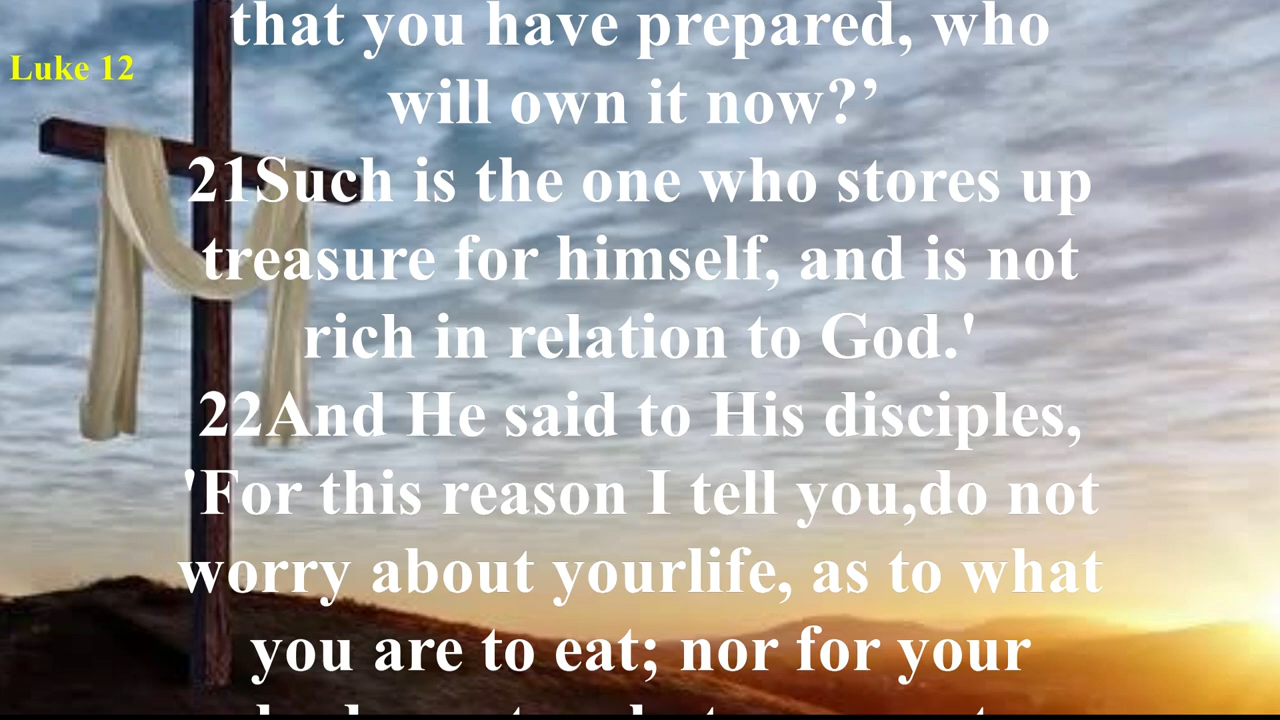 that you have prepared, who
Luke 12
will own it now?’
21Such is the one who stores up
treasure for himself, and is not
rich in relation to God.'
22And He said to His disciples,
'For this reason I tell you,do not
worry about yourlife, as to what
you are to eat; nor for your